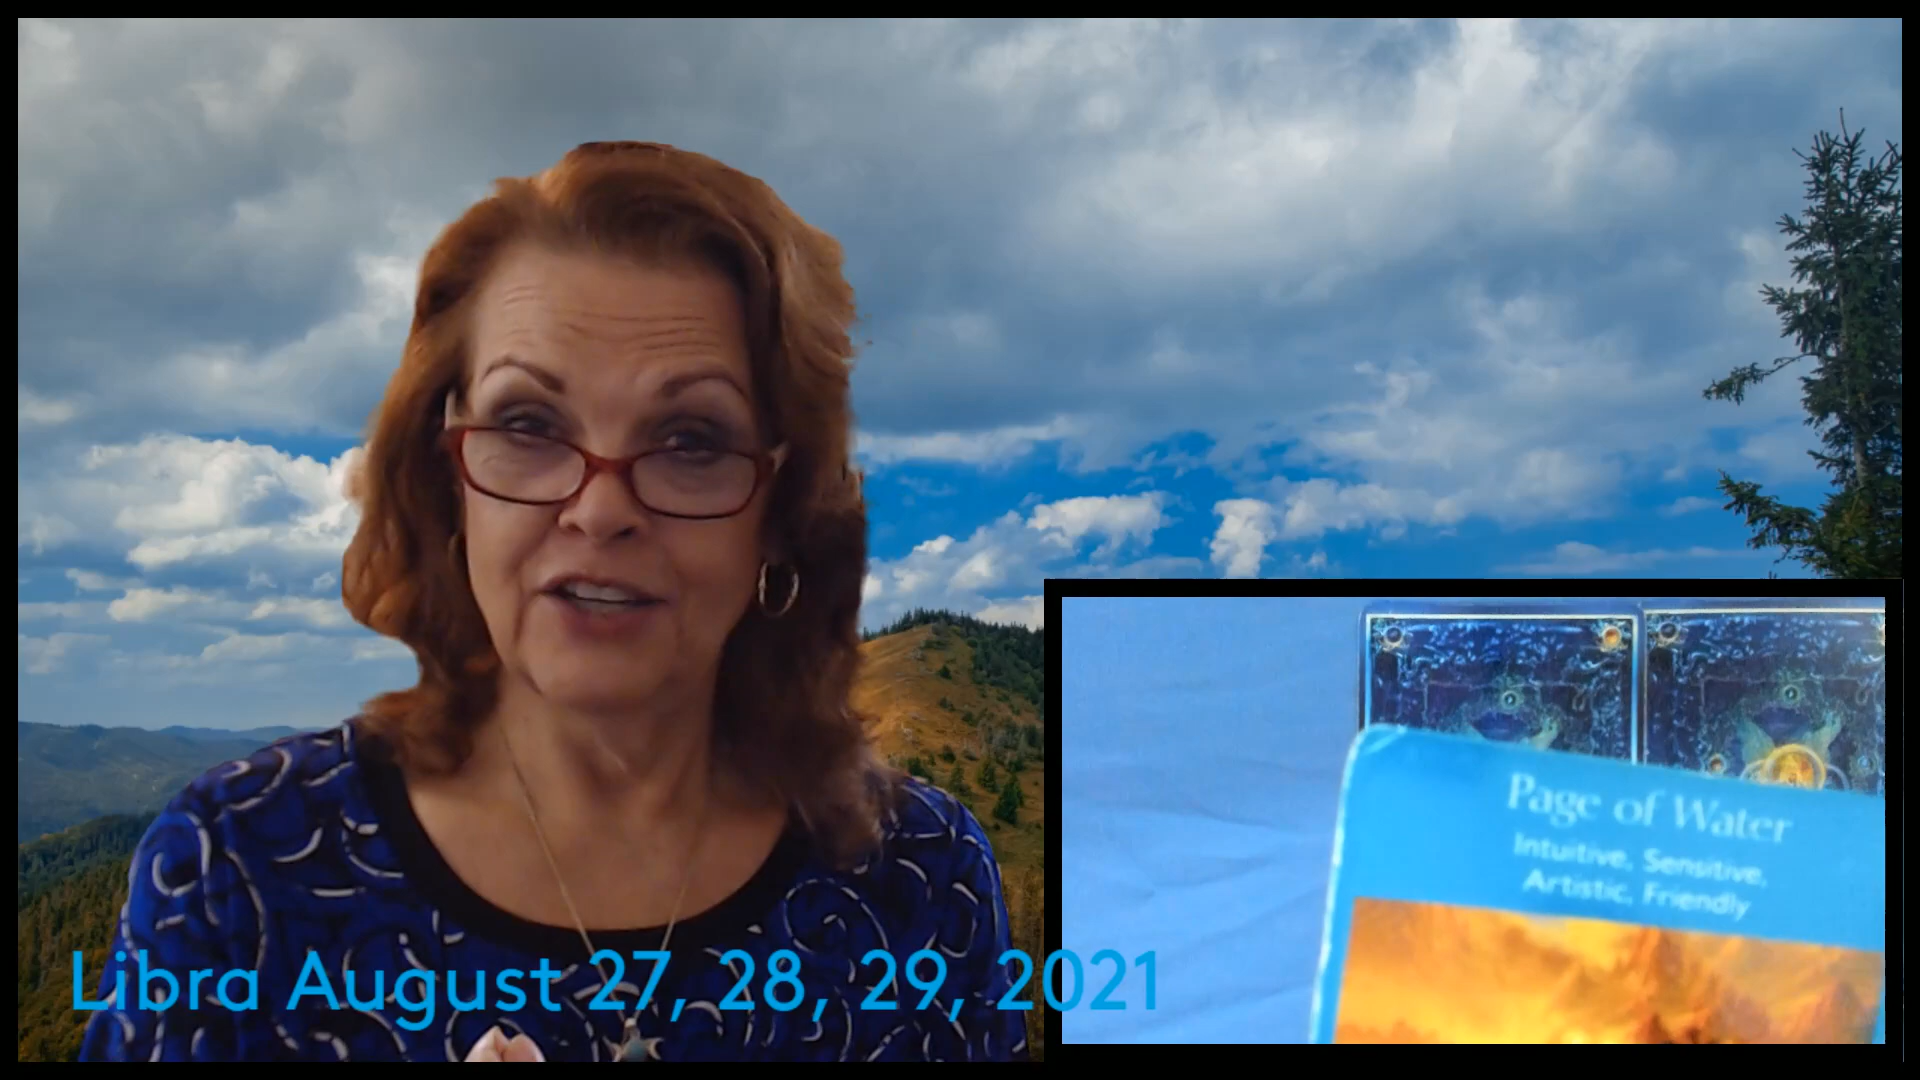 Page of Water
Intuitive, Sensitive,
Artistic, Friendly
Libra August 27, 28, 29, 2021